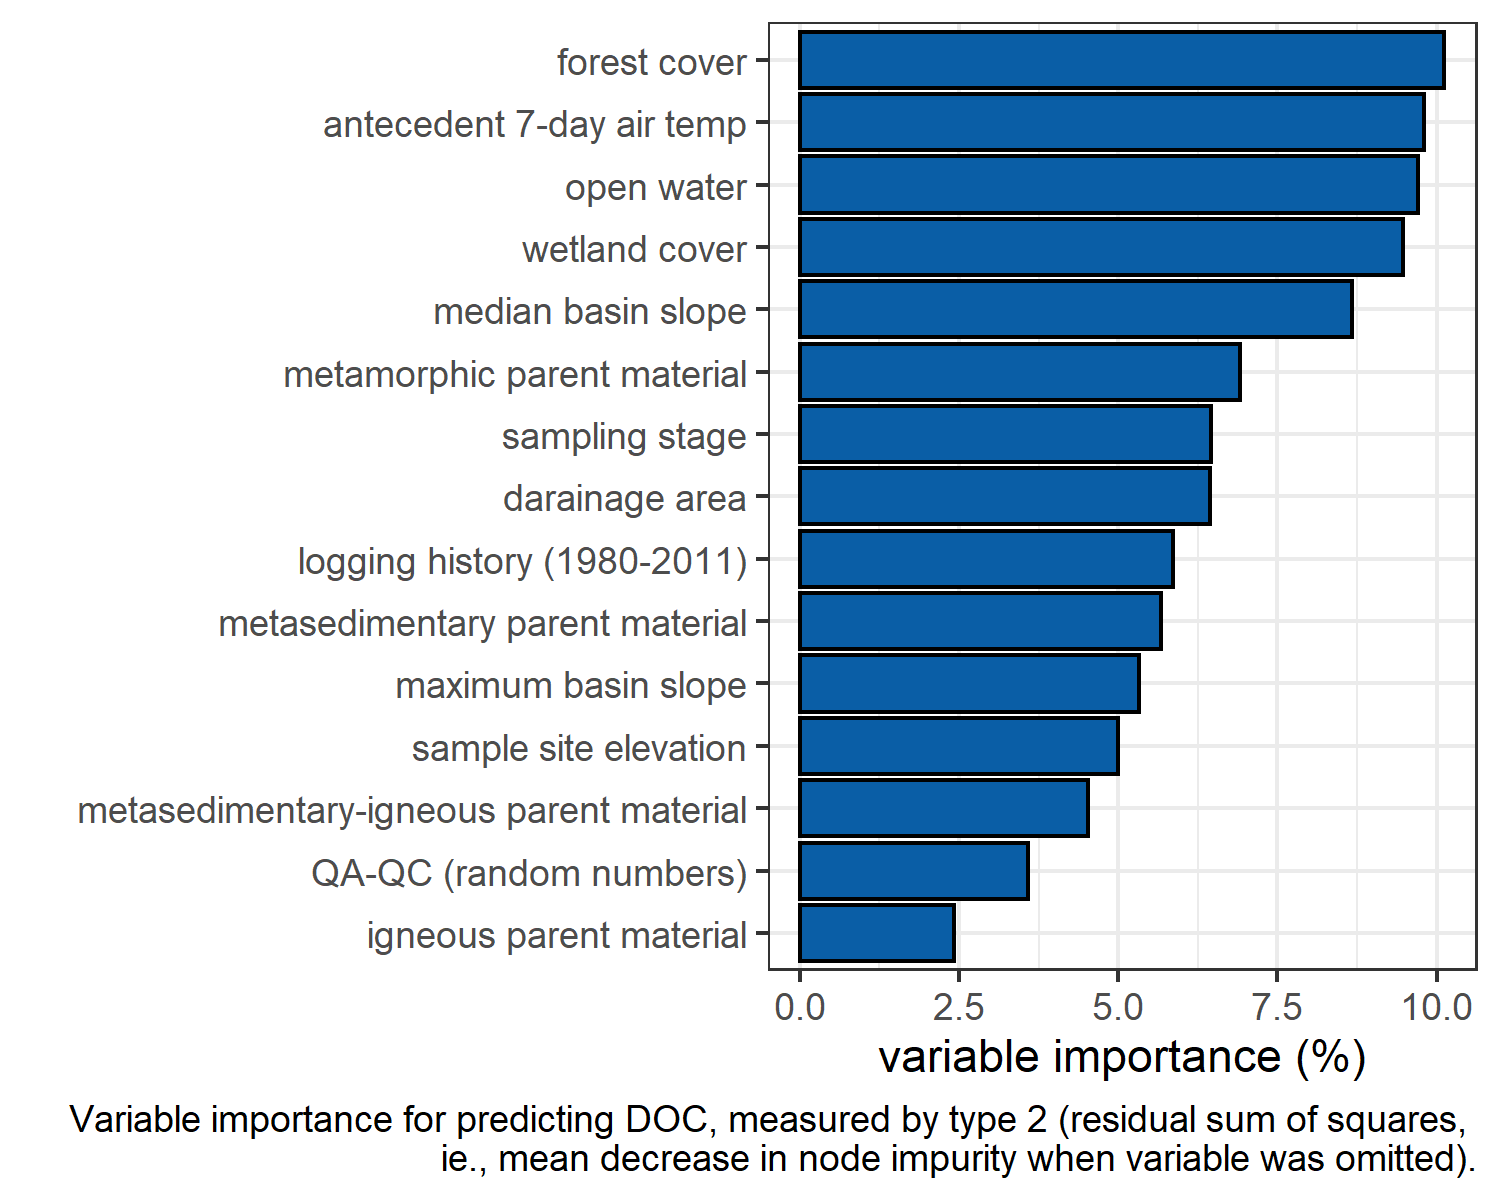 forest cover
antecedent 7-day air temp
open water
wetland cover
median basin slope
metamorphic parent material
sampling stage
darainage area
logging history (1980-2011)
metasedimentary parent material
maximum basin slope
sample site elevation
metasedimentary-igneous parent material
QA-QC (random numbers)
igneous parent material
0.0 2.5 5.0 7.5 10.0
variable importance (%)
Variable importance for predicting DOC, measured by type 2 (residual sum of squares,
ie., mean decrease in node impurity when variable was omitted).